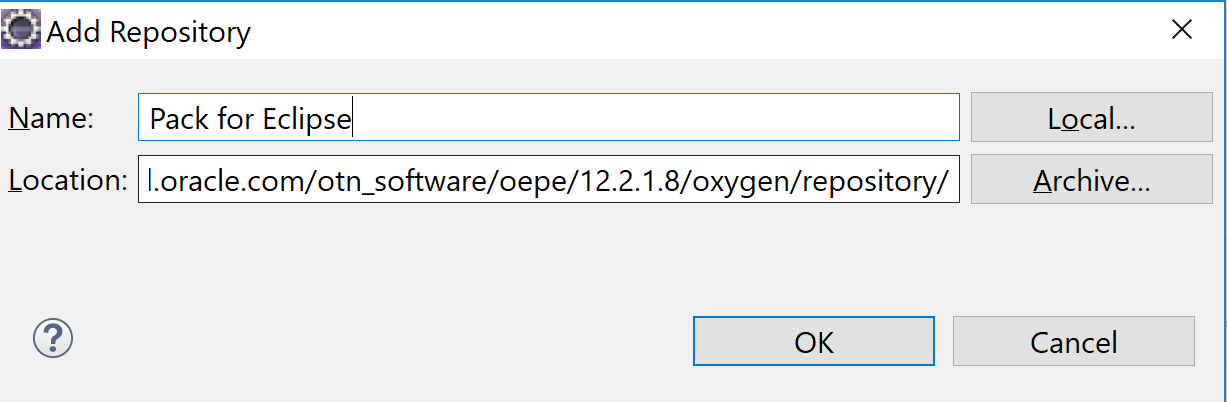 Add Repository
Name: Pack for Eclipse Local...
Location: l.oracle.com/otn_software/oepe/12.2.1.8/oxygen/repository/ Archive...
? OK Cancel